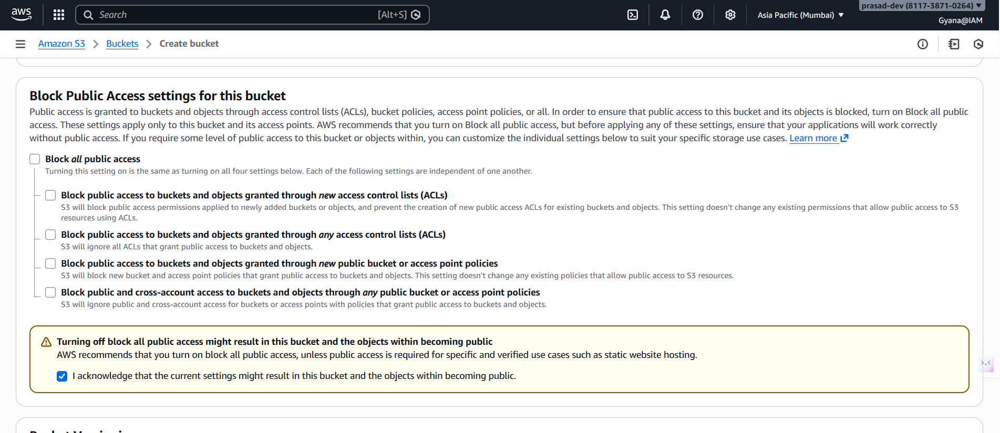 aws
Search [Alt+S]
Asia Pacific (Mumbai) ▼
prasad-dev (8117-3871-0264) ▼
Gyana@IAM
Amazon S3 > Buckets > Create bucket
Block Public Access settings for this bucket
Public access is granted to buckets and objects through access control lists (ACLs), bucket policies, access point policies, or all. In order to ensure that public access to this bucket and its objects is blocked, turn on Block all public
access. These settings apply only to this bucket and its access points. AWS recommends that you turn on Block all public access, but before applying any of these settings, ensure that your applications will work correctly
without public access. If you require some level of public access to this bucket or objects within, you can customize the individual settings below to suit your specific storage use cases. Learn more
Block all public access
Turning this setting on is the same as turning on all four settings below. Each of the following settings are independent of one another.
Block public access to buckets and objects granted through new access control lists (ACLs)
S3 will block public access permissions applied to newly added buckets or objects, and prevent the creation of new public access ACLs for existing buckets and objects. This setting doesn't change any existing permissions that allow public access to S3
resources using ACLs.
Block public access to buckets and objects granted through any access control lists (ACLs)
S3 will ignore all ACLs that grant public access to buckets and objects.
Block public access to buckets and objects granted through new public bucket or access point policies
S3 will block new bucket and access point policies that grant public access to buckets and objects. This setting doesn't change any existing policies that allow public access to S3 resources.
Block public and cross-account access to buckets and objects through any public bucket or access point policies
S3 will ignore public and cross-account access for buckets or access points with policies that grant public access to buckets and objects.
Turning off block all public access might result in this bucket and the objects within becoming public
AWS recommends that you turn on block all public access, unless public access is required for specific and verified use cases such as static website hosting.
I acknowledge that the current settings might result in this bucket and the objects within becoming public.